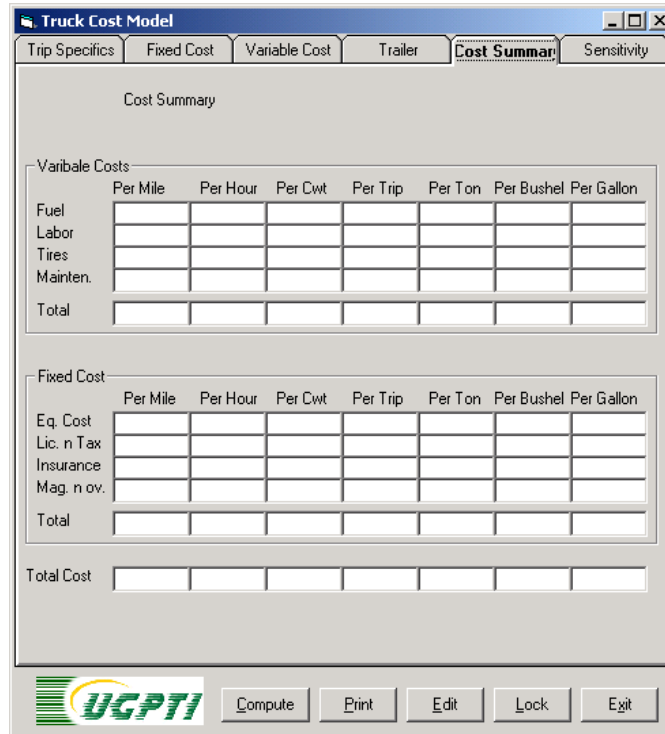 Truck Cost Model
Trip Specifics Fixed Cost Variable Cost Trailer Cost Summary Sensitivity
Cost Summary
Varibale Costs
Per Mile Per Hour Per Cwt Per Trip Per Ton Per Bushel Per Gallon
Fuel
Labor
Tires
Mainten.
Total
Fixed Cost
Per Mile Per Hour Per Cwt Per Trip Per Ton Per Bushel Per Gallon
Eq. Cost
Lic. n Tax
Insurance
Mag. n ov.
Total
Total Cost
UGPTI Compute Print Edit Lock Exit